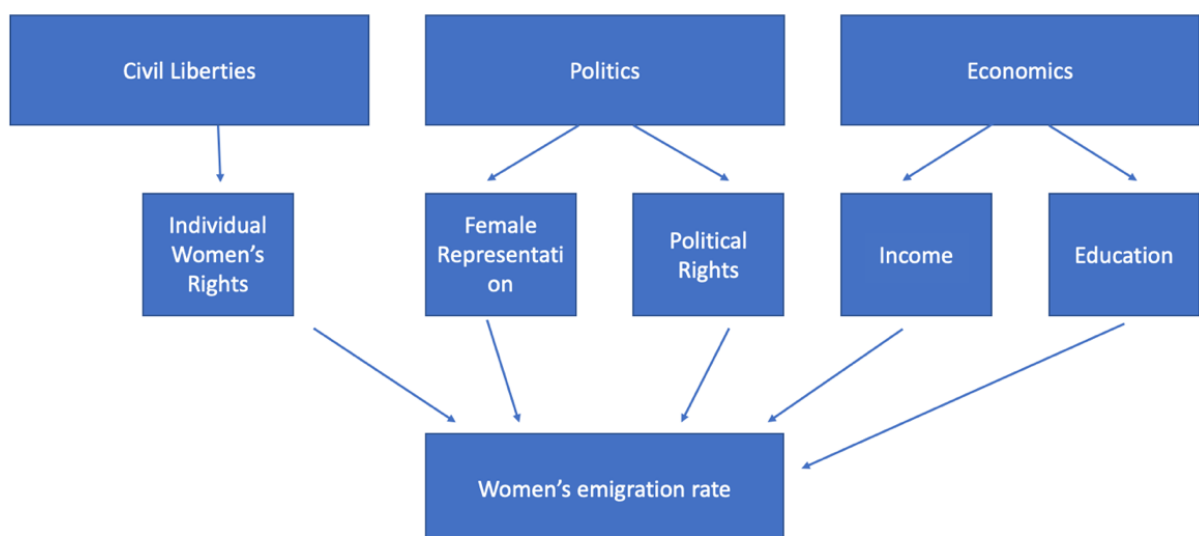 Civil Liberties
Politics
Economics
Individual
Women’s
Rights
Female
Representati
on
Political
Rights
Income
Education
Women’s emigration rate